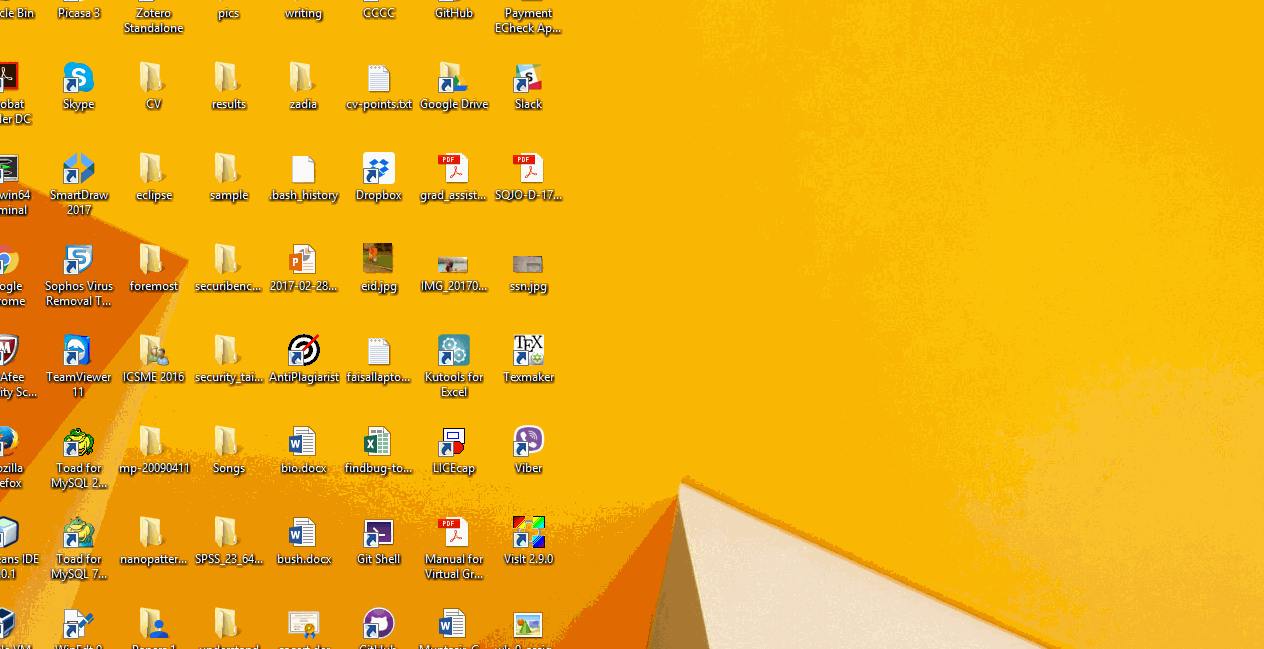 cle Bin
Picasa 3
Zotero
Standalone
pics
writing
CCCC
GitHub
Payment
ECheck Ap...
obat
ler DC
Skype
CV
results
zadia
cv-points.txt
Google Drive
Slack
win64
minal
SmartDraw
2017
eclipse
sample
.bash_history
Dropbox
grad_assist...
SQJO-D-17...
ogle
rome
Sophos Virus
Removal T...
foremost
securibenc...
2017-02-28...
eid.jpg
IMG_20170...
ssn.jpg
Afee
ity Sc...
TeamViewer
11
ICSME 2016
security_tai...
AntiPlagiarist
faisallapto...
Kutools for
Excel
Texmaker
ozilla
efox
Toad for
MySQL 2...
mp-20090411
Songs
bio.docx
findbug-to...
LICEcap
Viber
eans IDE
0.1
Toad for
MySQL 7...
nanopatter...
SPSS_23_64...
bush.docx
Git Shell
Manual for
Virtual Gr...
VisIt 2.9.0